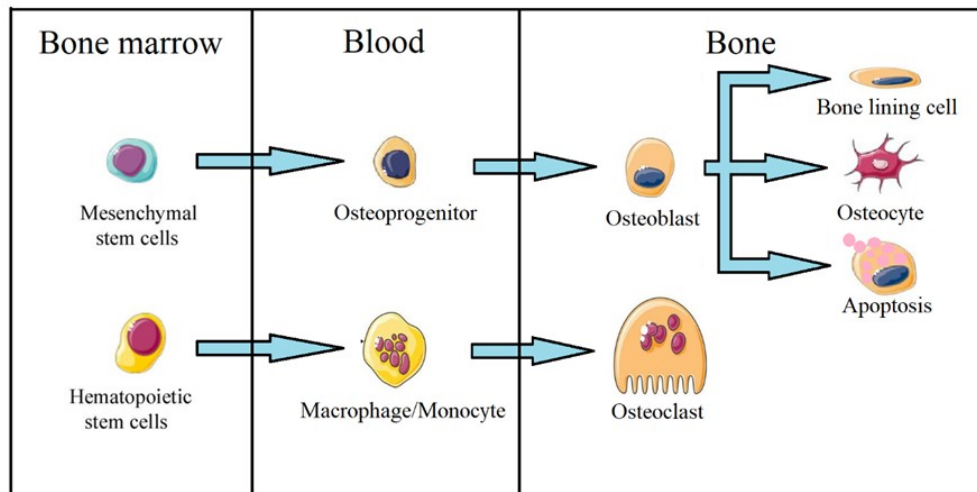 Bone marrow
Blood
Bone
Bone lining cell
Mesenchymal
stem cells
Osteoprogenitor
Osteoblast
Osteocyte
Apoptosis
Hematopoietic
stem cells
Macrophage/Monocyte
Osteoclast